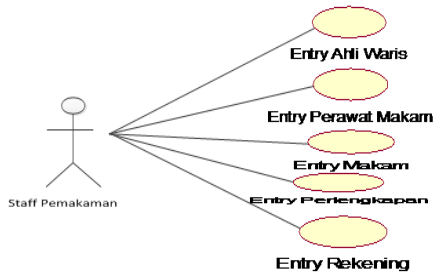 Entry Ahli Waris
Entry Perawat Makam
Entry Makam
Entry Perlengkapan
Entry Rekening
Staff Pemakaman